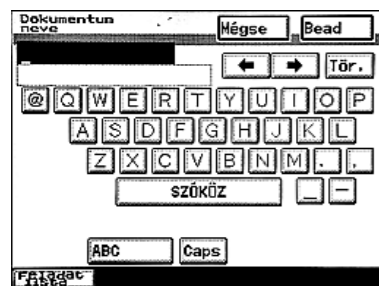 Dokumentum
neve
Mégse
Bead
Tör.
@ Q W E R T Y U I O P
A S D F G H J K L
Z X C V B N M . ,
SZÓKÖZ _ -
ABC Caps
Feladat
lista